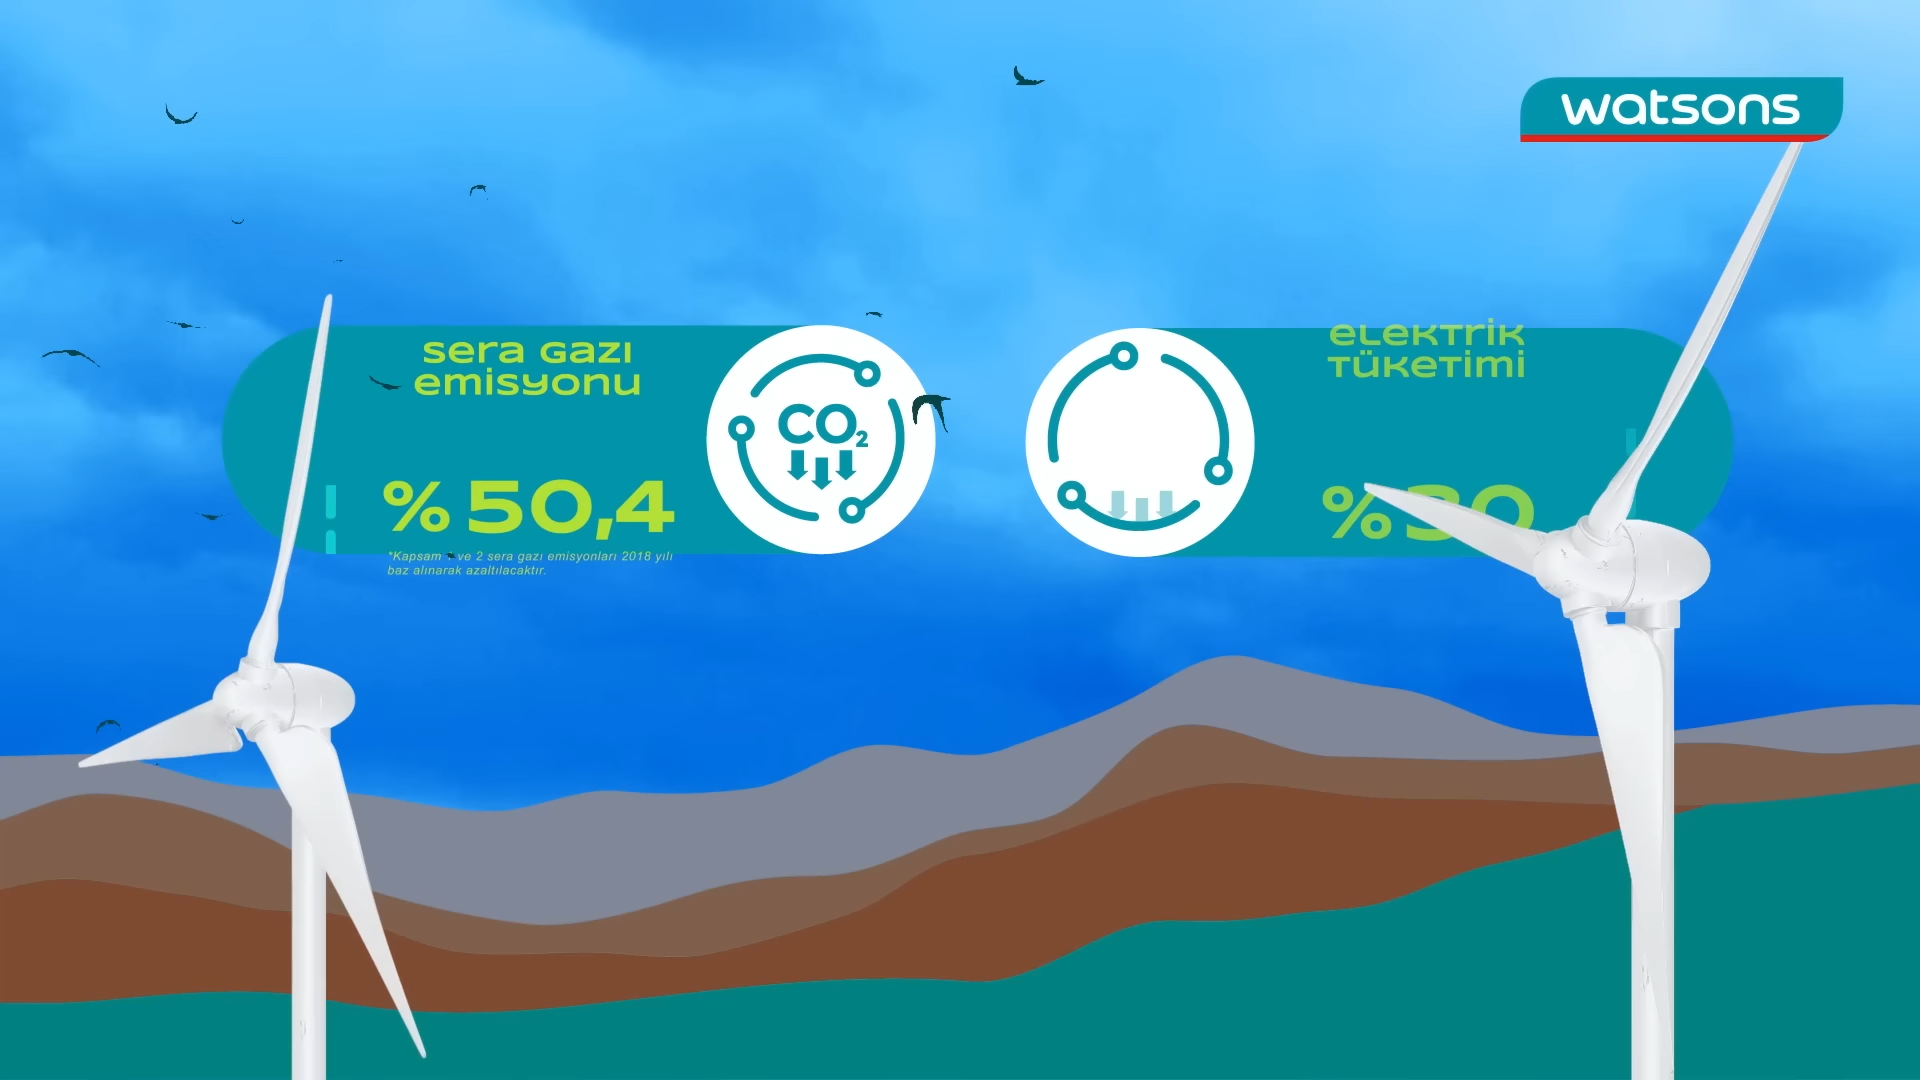 watsons
sera gazı
emisyonu
%50,4
*Kapsam ve 2 sera gazı emisyonları 2018 yılı
baz alınarak azaltılacaktır.
CO₂
elektrik
tüketimi
%30